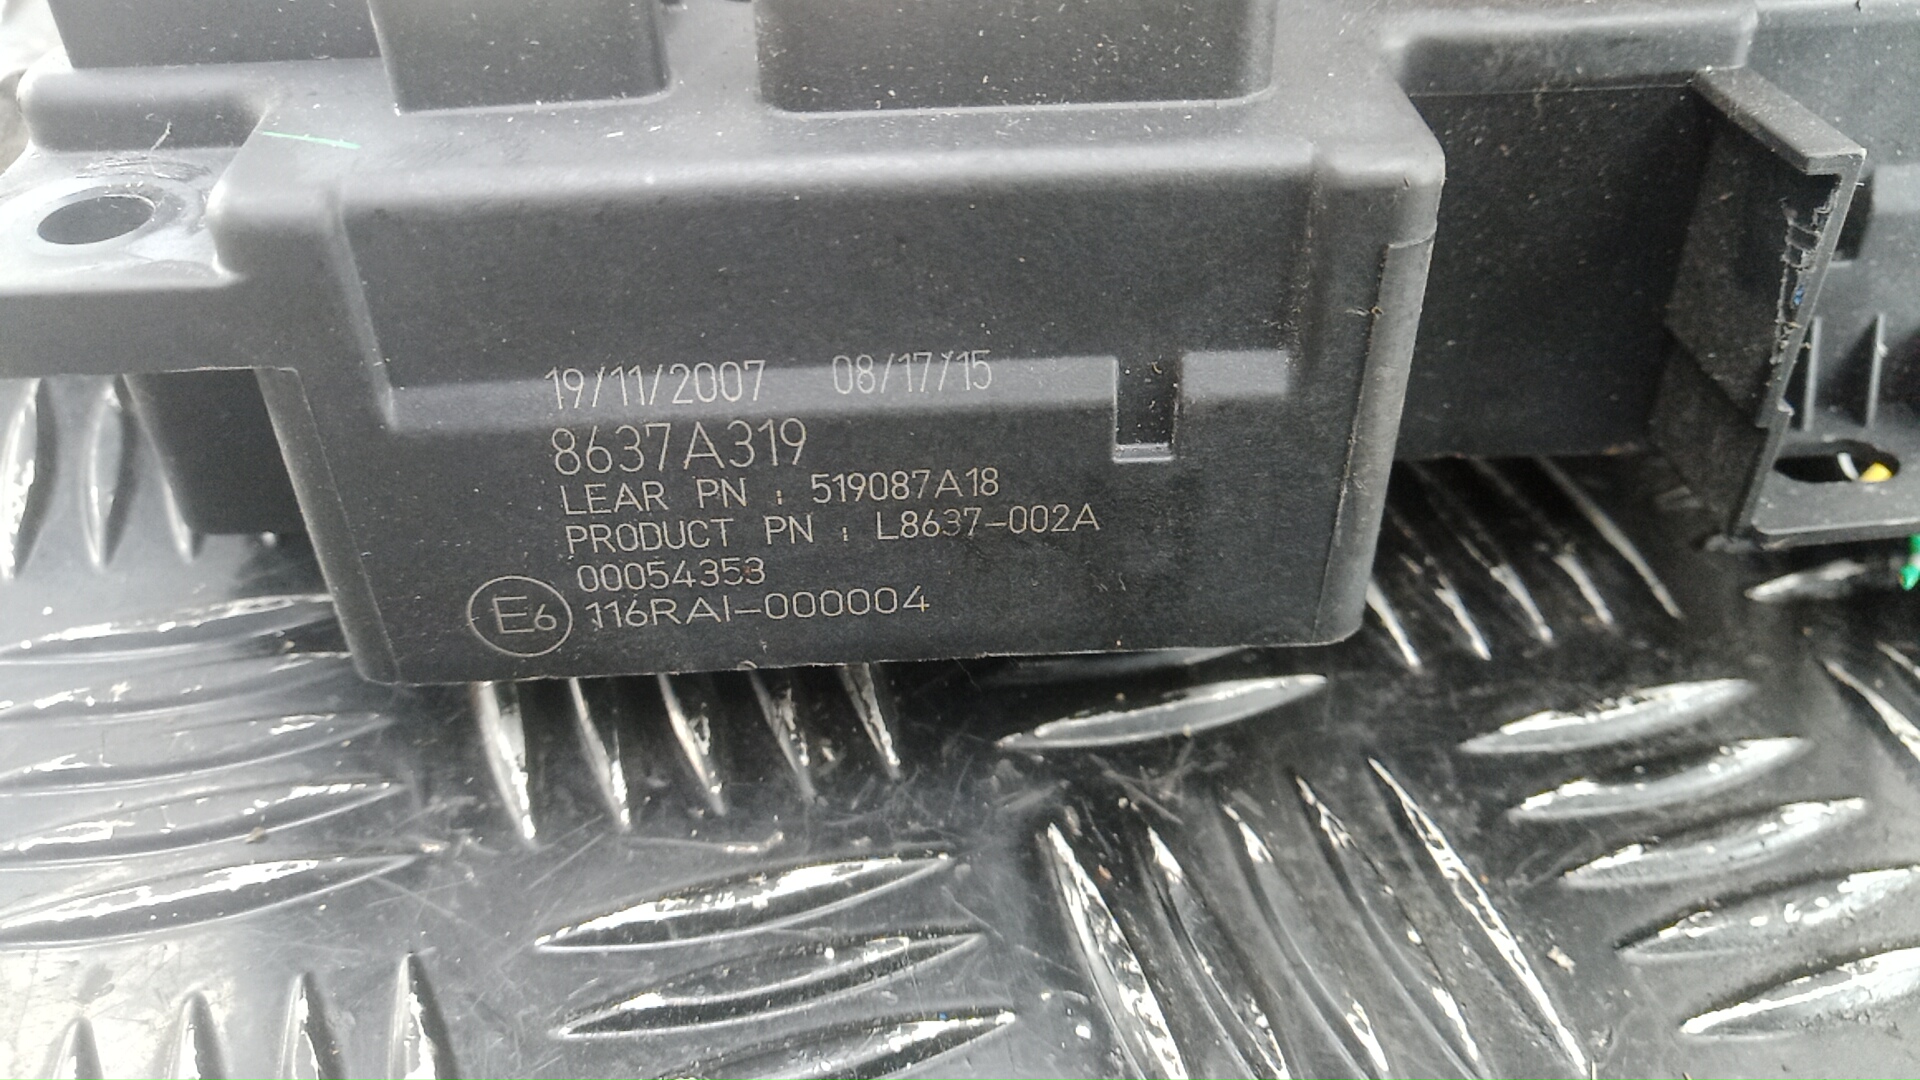 19/11/2007 08/17/15
8637A319
LEAR PN : 519087A18
PRODUCT PN : L8637-002A
00054353
E6 116RAI-000004